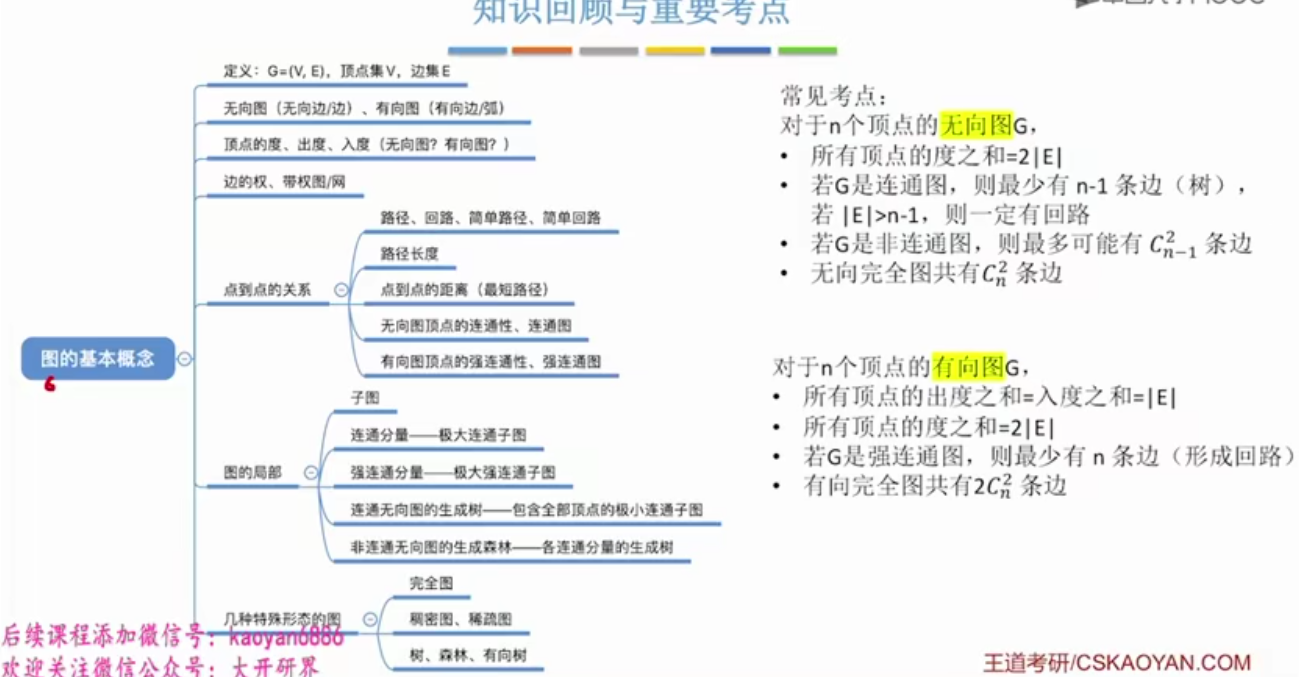 知识回顾与重要考点
定义：G=(V, E)，顶点集 V，边集 E
无向图（无向边/边）、有向图（有向边/弧）
顶点的度、出度、入度（无向图？有向图？）
边的权、带权图/网
点到点的关系
路径、回路、简单路径、简单回路
路径长度
点到点的距离（最短路径）
无向图顶点的连通性、连通图
有向图顶点的强连通性、强连通图
图的基本概念
图的局部
子图
连通分量——极大连通子图
强连通分量——极大强连通子图
连通无向图的生成树——包含全部顶点的极小连通子图
非连通无向图的生成森林——各连通分量的生成树
几种特殊形态的图
完全图
稠密图、稀疏图
树、森林、有向树
常见考点：
对于n个顶点的无向图G，
• 所有顶点的度之和=2|E|
• 若G是连通图，则最少有 n-1 条边（树），
若 |E|>n-1，则一定有回路
• 若G是非连通图，则最多可能有 $C_{n-1}^2$ 条边
• 无向完全图共有$C_n^2$ 条边
对于n个顶点的有向图G，
• 所有顶点的出度之和=入度之和=|E|
• 所有顶点的度之和=2|E|
• 若G是强连通图，则最少有 n 条边（形成回路）
• 有向完全图共有$2C_n^2$ 条边
后续课程添加微信号：kaoyan6886
欢迎关注微信公众号：大开研界
王道考研/CSKAOYAN.COM